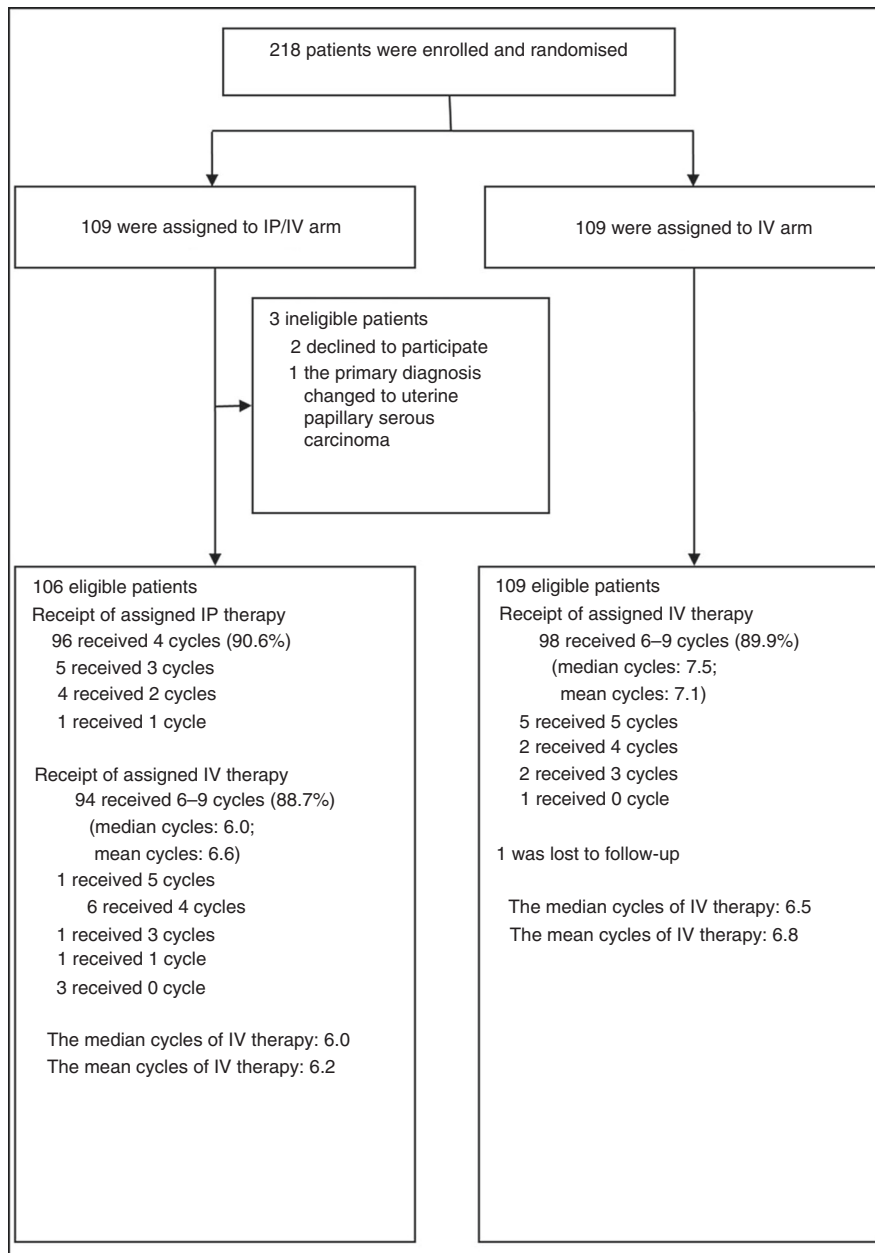 218 patients were enrolled and randomised
109 were assigned to IP/IV arm
109 were assigned to IV arm
3 ineligible patients
2 declined to participate
1 the primary diagnosis
changed to uterine
papillary serous
carcinoma
106 eligible patients
Receipt of assigned IP therapy
96 received 4 cycles (90.6%)
5 received 3 cycles
4 received 2 cycles
1 received 1 cycle
Receipt of assigned IV therapy
94 received 6–9 cycles (88.7%)
(median cycles: 6.0;
mean cycles: 6.6)
1 received 5 cycles
6 received 4 cycles
1 received 3 cycles
1 received 1 cycle
3 received 0 cycle
The median cycles of IV therapy: 6.0
The mean cycles of IV therapy: 6.2
109 eligible patients
Receipt of assigned IV therapy
98 received 6–9 cycles (89.9%)
(median cycles: 7.5;
mean cycles: 7.1)
5 received 5 cycles
2 received 4 cycles
2 received 3 cycles
1 received 0 cycle
1 was lost to follow-up
The median cycles of IV therapy: 6.5
The mean cycles of IV therapy: 6.8